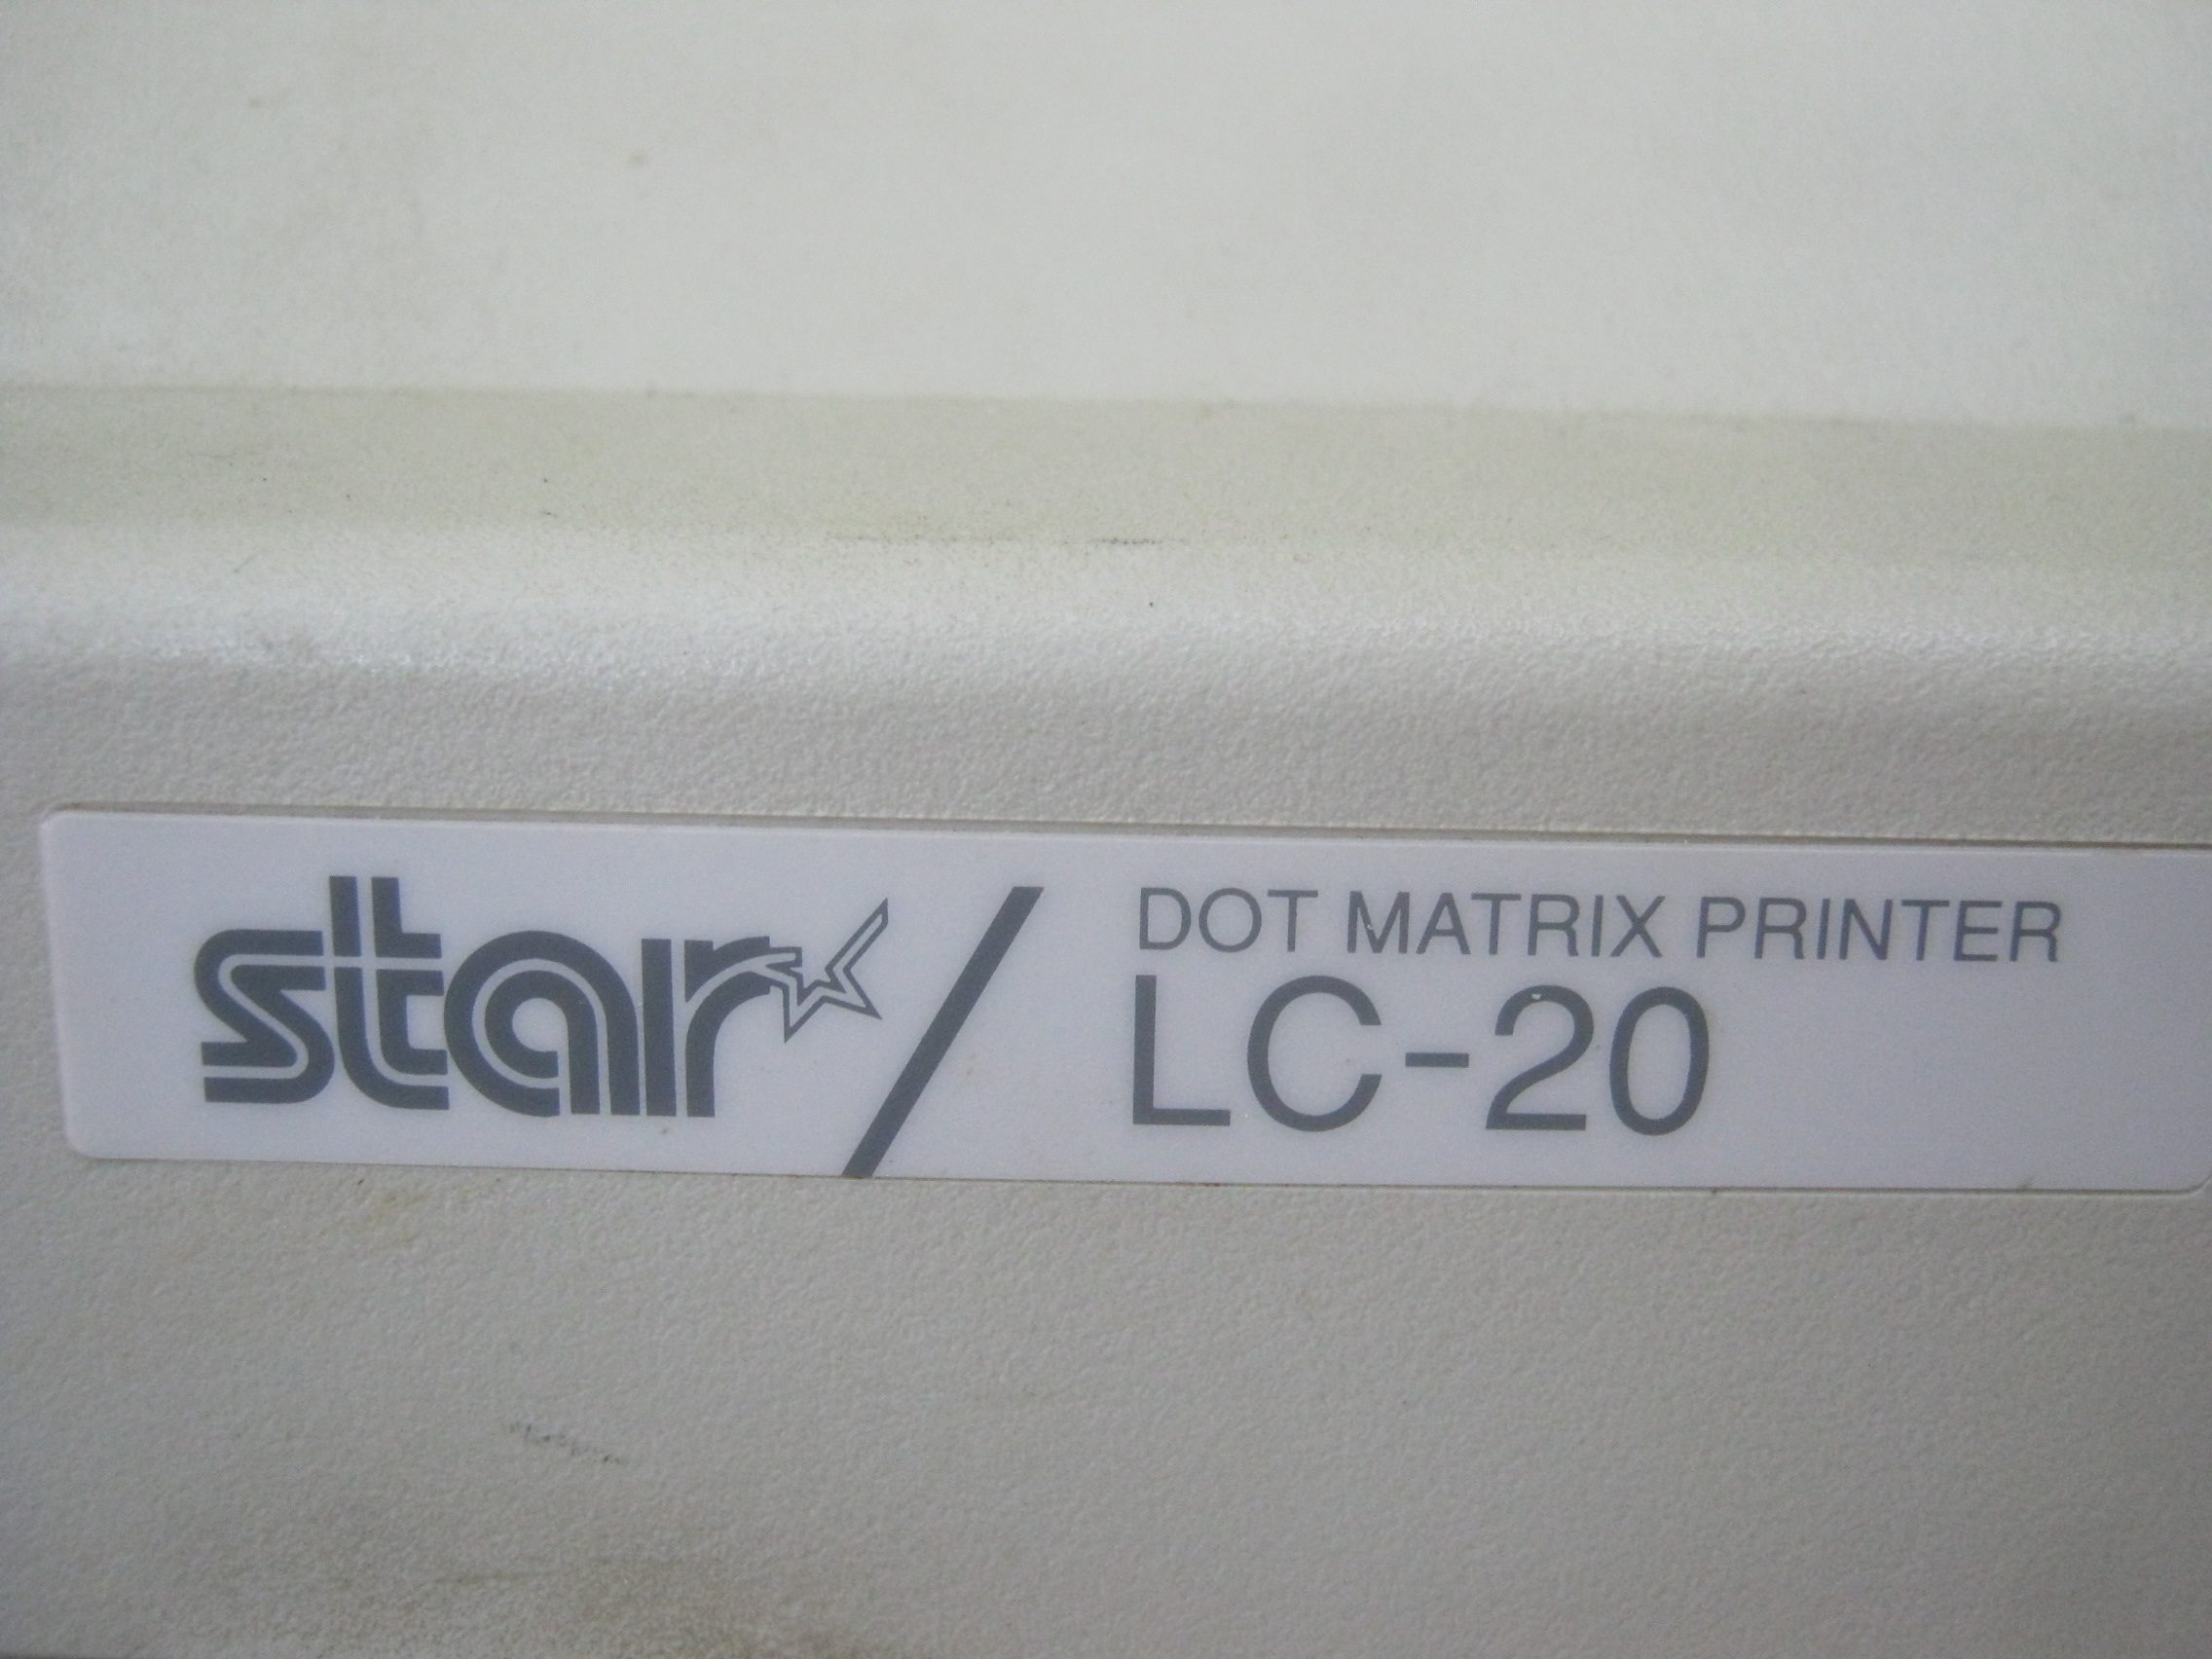 star / DOT MATRIX PRINTER
LC-20